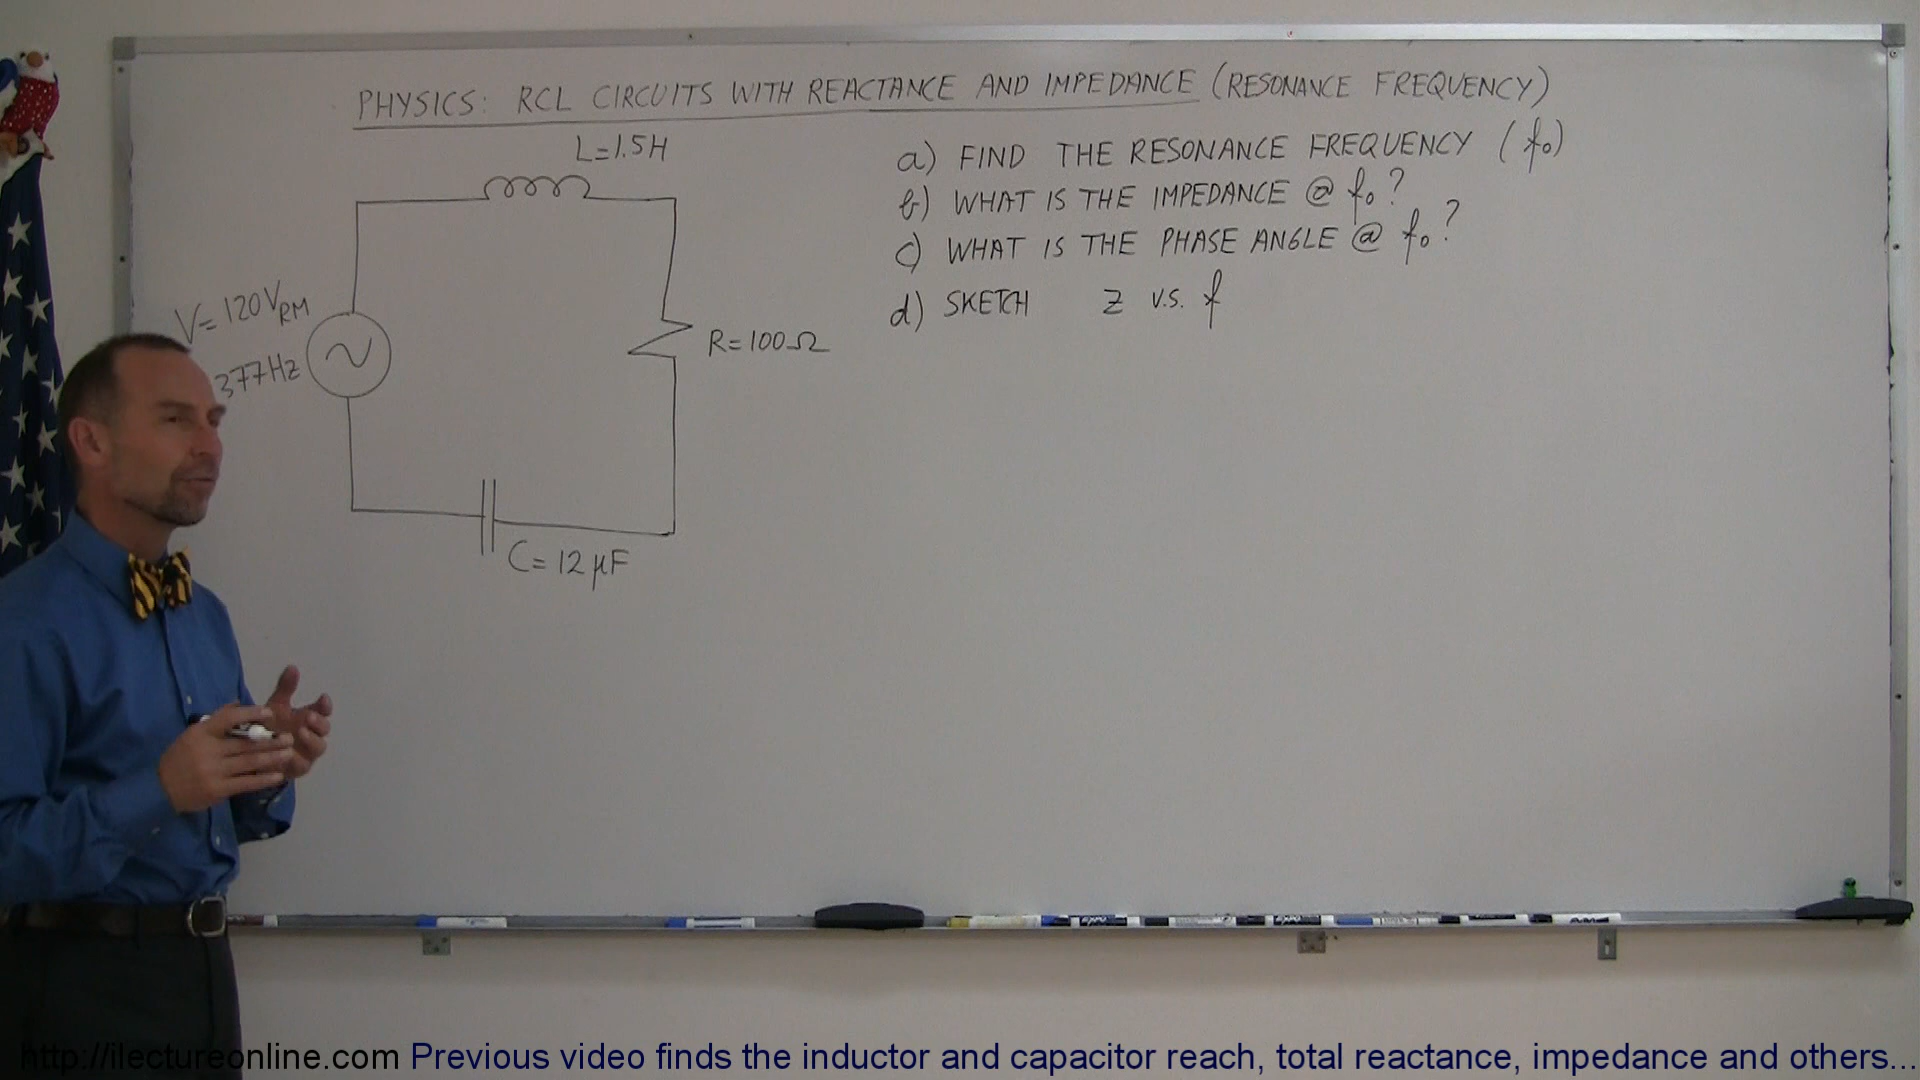 PHYSICS: RCL CIRCUITS WITH REACTANCE AND IMPEDANCE (RESONANCE FREQUENCY)
L=1.5H
a) FIND THE RESONANCE FREQUENCY (f₀)
b) WHAT IS THE IMPEDANCE @ f₀?
c) WHAT IS THE PHASE ANGLE @ f₀?
d) SKETCH Z v.s. f
V=120VRM
377Hz
R=100Ω
C=12μF
http://ilectureonline.com Previous video finds the inductor and capacitor reach, total reactance, impedance and others...